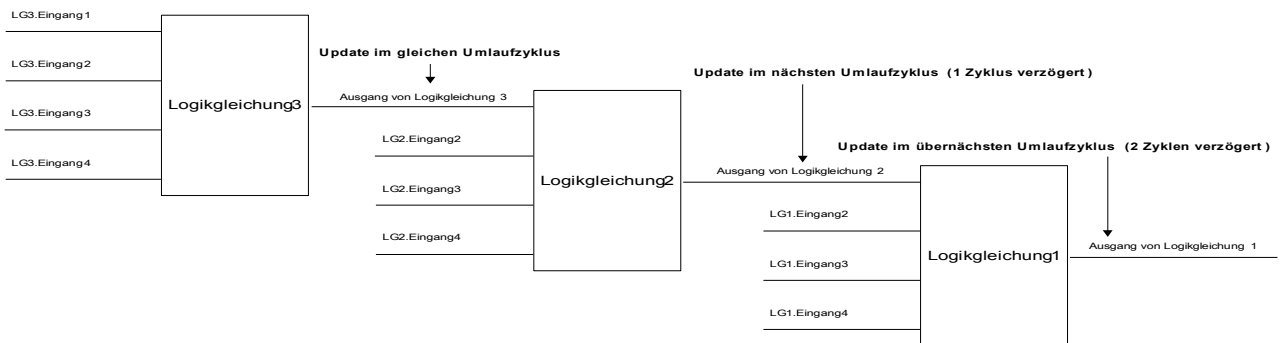 LG3.Eingang1
LG3.Eingang2
LG3.Eingang3
LG3.Eingang4
Logikgleichung3
Update im gleichen Umlaufzyklus
Ausgang von Logikgleichung 3
LG2.Eingang2
LG2.Eingang3
LG2.Eingang4
Logikgleichung2
Update im nächsten Umlaufzyklus (1 Zyklus verzögert)
Ausgang von Logikgleichung 2
LG1.Eingang2
LG1.Eingang3
LG1.Eingang4
Logikgleichung1
Update im übernächsten Umlaufzyklus (2 Zyklen verzögert)
Ausgang von Logikgleichung 1